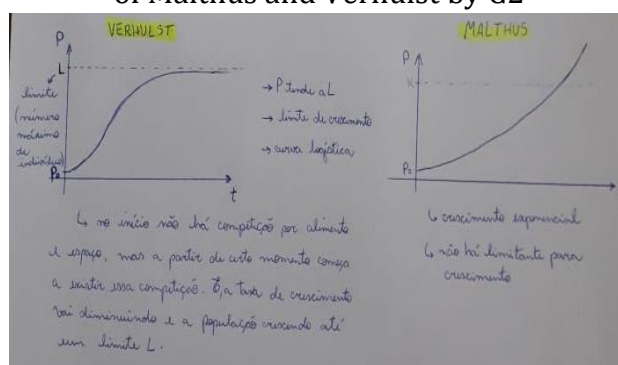 of Malthus and Verhulst by G2
VERHULST
P
L
limite
(número
máximo
de
indivíduos)
P₀
t
→ P tende a L
→ limite de crescimento
→ curva logística
↳ no início não há competição por alimento
e espaço, mas a partir de certo momento começa
a existir essa competição. E, a taxa de crescimento
vai diminuindo e a população crescendo até
um limite L.
MALTHUS
P
K
P₀
↳ crescimento exponencial
↳ não há limitante para
crescimento